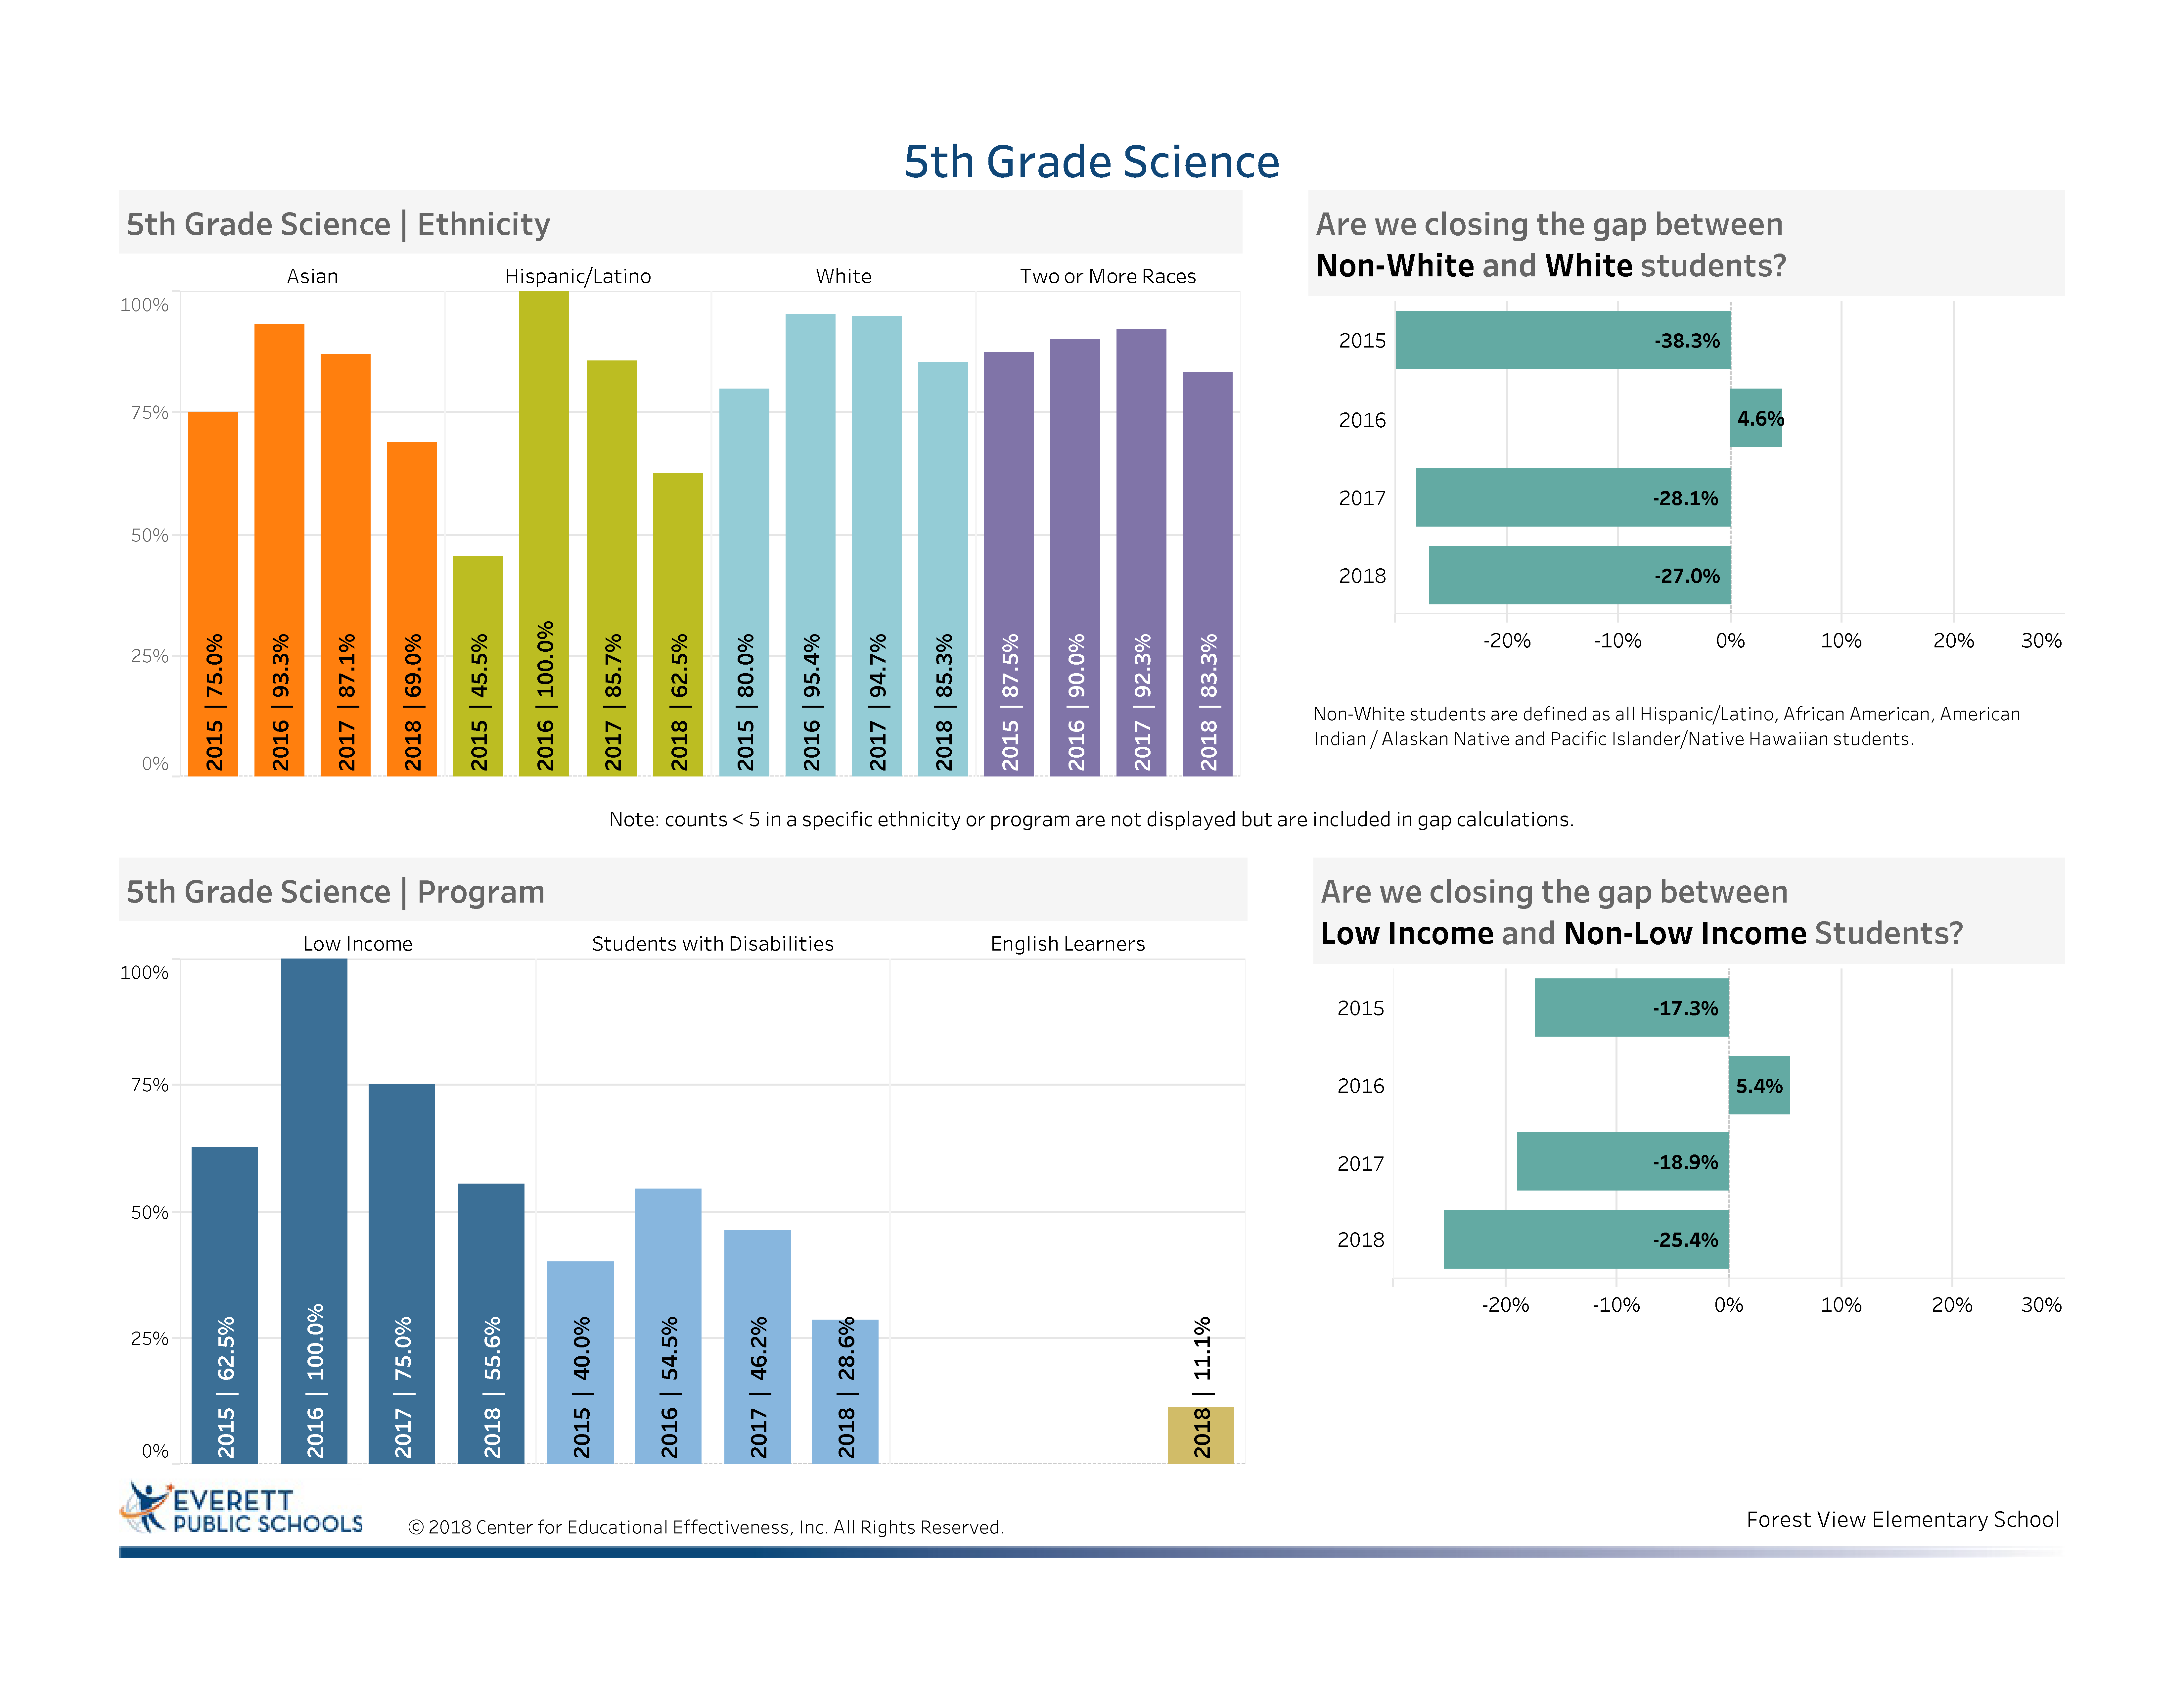 5th Grade Science
5th Grade Science | Ethnicity
Asian
Hispanic/Latino
White
Two or More Races
100%
75%
50%
25%
0%
2015 | 75.0%
2016 | 93.3%
2017 | 87.1%
2018 | 69.0%
2015 | 45.5%
2016 | 100.0%
2017 | 85.7%
2018 | 62.5%
2015 | 80.0%
2016 | 95.4%
2017 | 94.7%
2018 | 85.3%
2015 | 87.5%
2016 | 90.0%
2017 | 92.3%
2018 | 83.3%
Are we closing the gap between
Non-White and White students?
2015 -38.3%
2016 4.6%
2017 -28.1%
2018 -27.0%
-20% -10% 0% 10% 20% 30%
Non-White students are defined as all Hispanic/Latino, African American, American
Indian / Alaskan Native and Pacific Islander/Native Hawaiian students.
Note: counts < 5 in a specific ethnicity or program are not displayed but are included in gap calculations.
5th Grade Science | Program
Low Income
Students with Disabilities
English Learners
100%
75%
50%
25%
0%
2015 | 62.5%
2016 | 100.0%
2017 | 75.0%
2018 | 55.6%
2015 | 40.0%
2016 | 54.5%
2017 | 46.2%
2018 | 28.6%
2018 | 11.1%
Are we closing the gap between
Low Income and Non-Low Income Students?
2015 -17.3%
2016 5.4%
2017 -18.9%
2018 -25.4%
-20% -10% 0% 10% 20% 30%
EVERETT
PUBLIC SCHOOLS
© 2018 Center for Educational Effectiveness, Inc. All Rights Reserved.
Forest View Elementary School